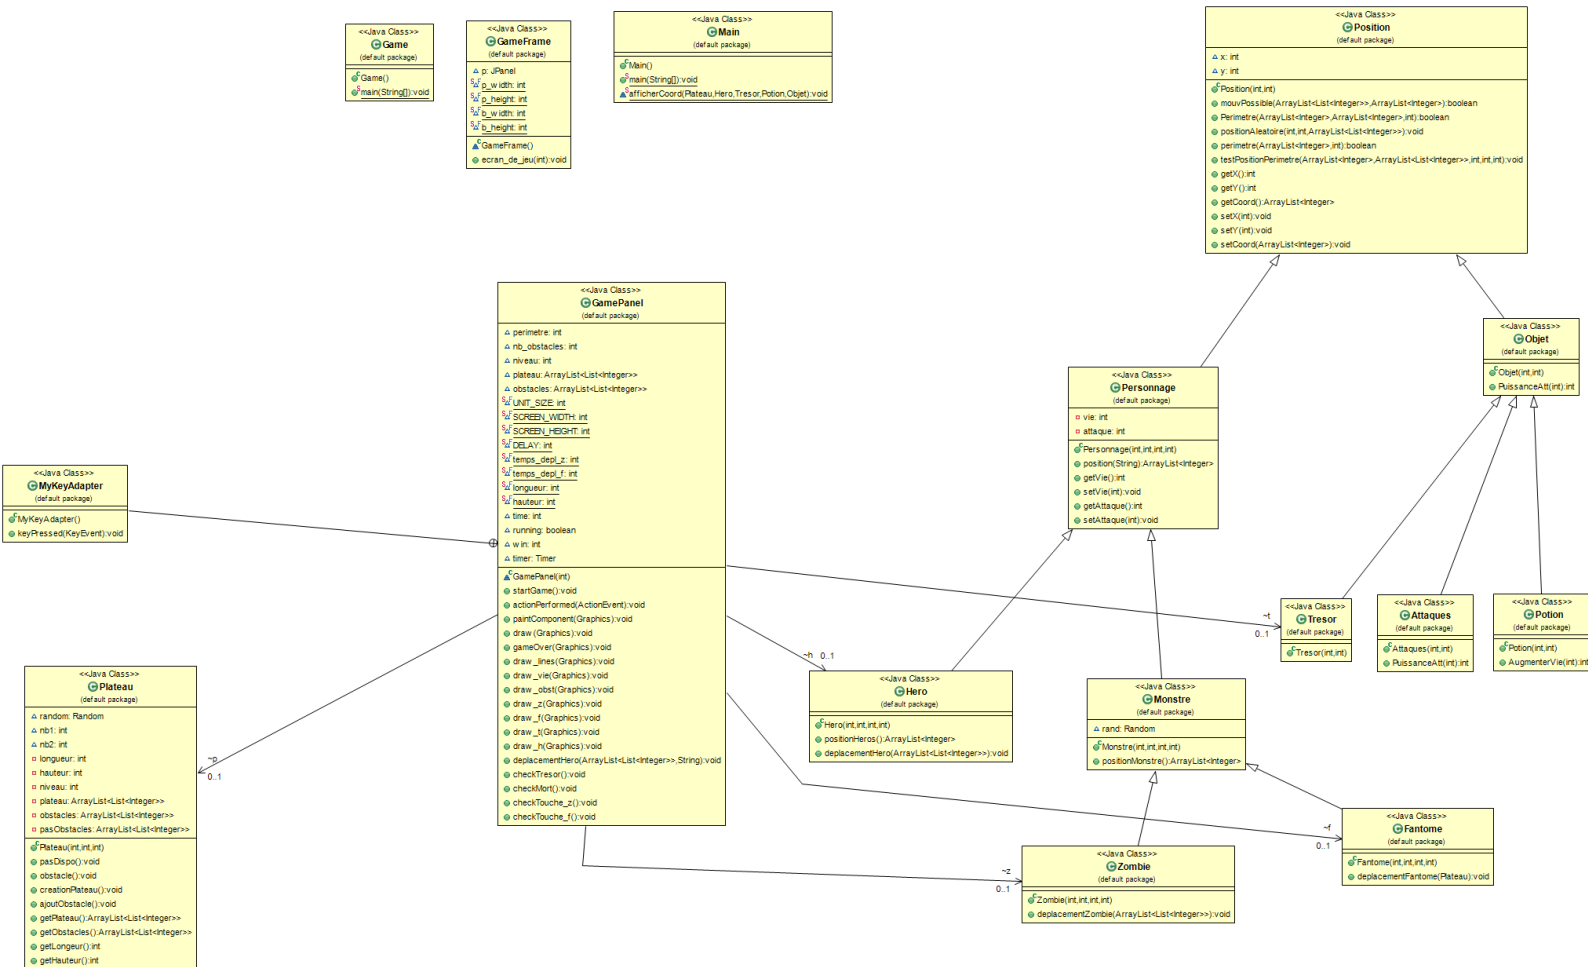 <<Java Class>>
Game
(default package)
Game()
main(String[]):void
<<Java Class>>
GameFrame
(default package)
p: JPanel
p_width: int
p_height: int
b_width: int
b_height: int
GameFrame()
ecran_de_jeu(int):void
<<Java Class>>
Main
(default package)
Main()
main(String[]):void
afficherCoord(Plateau,Hero,Tresor,Potion,Objet):void
<<Java Class>>
Position
(default package)
x: int
y: int
Position(int,int)
mouvPossible(ArrayList<List<Integer>>,ArrayList<Integer>):boolean
Perimetre(ArrayList<Integer>,ArrayList<Integer>,int):boolean
positionAleatoire(int,int,ArrayList<List<Integer>>):void
perimetre(ArrayList<Integer>,int):boolean
testPositionPerimetre(ArrayList<Integer>,ArrayList<List<Integer>>,int,int,int):void
getX():int
getY():int
getCoord():ArrayList<Integer>
setX(int):void
setY(int):void
setCoord(ArrayList<Integer>):void
<<Java Class>>
GamePanel
(default package)
perimetre: int
nb_obstacles: int
niveau: int
plateau: ArrayList<List<Integer>>
obstacles: ArrayList<List<Integer>>
UNIT_SIZE: int
SCREEN_WIDTH: int
SCREEN_HEIGHT: int
DELAY: int
temps_depl_z: int
temps_depl_f: int
longueur: int
hauteur: int
time: int
running: boolean
win: int
timer: Timer
GamePanel(int)
startGame():void
actionPerformed(ActionEvent):void
paintComponent(Graphics):void
draw(Graphics):void
gameOver(Graphics):void
draw_lines(Graphics):void
draw_vie(Graphics):void
draw_obst(Graphics):void
draw_z(Graphics):void
draw_f(Graphics):void
draw_t(Graphics):void
draw_h(Graphics):void
deplacementHero(ArrayList<List<Integer>>,String):void
checkTresor():void
checkMort():void
checkTouche_z():void
checkTouche_f():void
<<Java Class>>
Objet
(default package)
Objet(int,int)
PuissanceAtt(int):int
<<Java Class>>
Personnage
(default package)
vie: int
attaque: int
Personnage(int,int,int,int)
position(String):ArrayList<Integer>
getVie():int
setVie(int):void
getAttaque():int
setAttaque(int):void
<<Java Class>>
MyKeyAdapter
(default package)
MyKeyAdapter()
keyPressed(KeyEvent):void
<<Java Class>>
Tresor
(default package)
Tresor(int,int)
<<Java Class>>
Attaques
(default package)
Attaques(int,int)
PuissanceAtt(int):int
<<Java Class>>
Potion
(default package)
Potion(int,int)
AugmenterVie(int):int
~t
0..1
~h 0..1
<<Java Class>>
Plateau
(default package)
random: Random
nb1: int
nb2: int
longueur: int
hauteur: int
niveau: int
plateau: ArrayList<List<Integer>>
obstacles: ArrayList<List<Integer>>
pasObstacles: ArrayList<List<Integer>>
Plateau(int,int,int)
pasDispo():void
obstacle():void
creationPlateau():void
ajoutObstacle():void
getPlateau():ArrayList<List<Integer>>
getObstacles():ArrayList<List<Integer>>
getLongeur():int
getHauteur():int
~p
0..1
<<Java Class>>
Hero
(default package)
Hero(int,int,int,int)
positionHeros():ArrayList<Integer>
deplacementHero(ArrayList<List<Integer>>):void
<<Java Class>>
Monstre
(default package)
rand: Random
Monstre(int,int,int,int)
positionMonstre():ArrayList<Integer>
~f
0..1
<<Java Class>>
Fantome
(default package)
Fantome(int,int,int,int)
deplacementFantome(Plateau):void
~z
0..1
<<Java Class>>
Zombie
(default package)
Zombie(int,int,int,int)
deplacementZombie(ArrayList<List<Integer>>):void